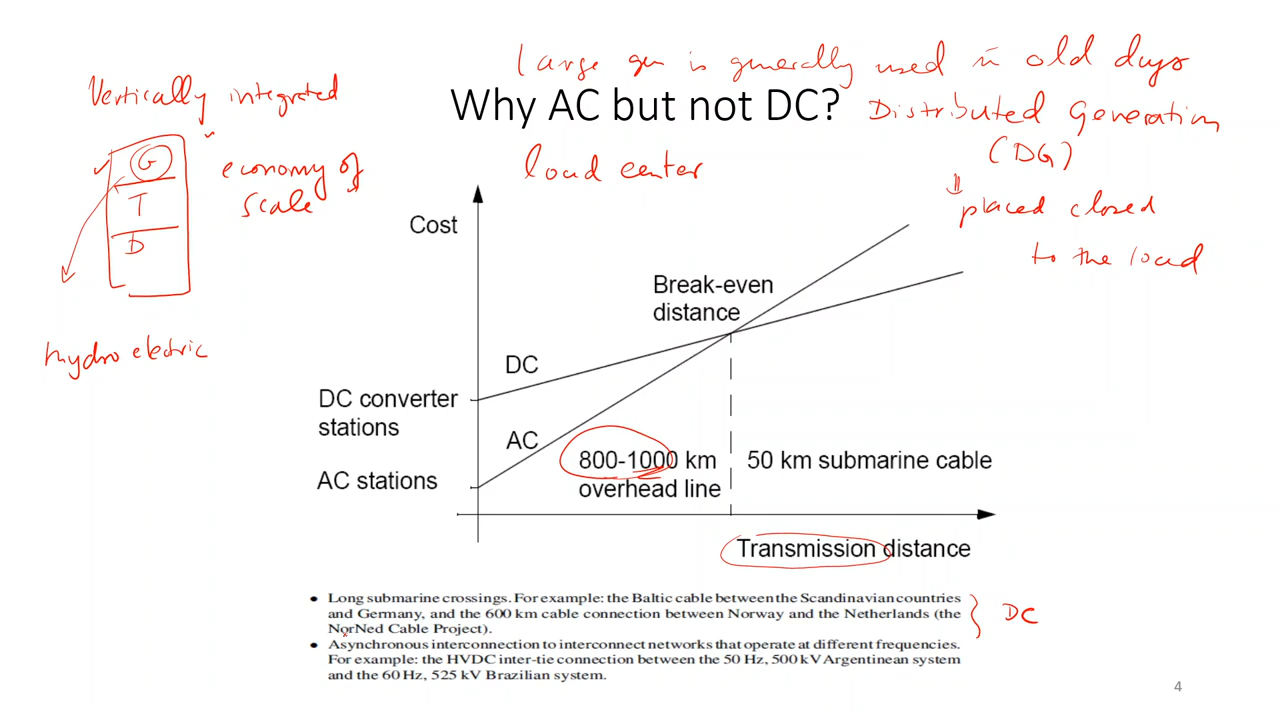 large gen is generally used in old days
Vertically integrated
Why AC but not DC?
Distributed Generation
(DG)
G
T
D
economy of
scale
load center
placed closed
to the load
Cost
Break-even
distance
hydro electric
DC
DC converter
stations
AC
AC stations
800-1000 km
overhead line
50 km submarine cable
Transmission distance
• Long submarine crossings. For example: the Baltic cable between the Scandinavian countries
and Germany, and the 600 km cable connection between Norway and the Netherlands (the
NorNed Cable Project).
DC
• Asynchronous interconnection to interconnect networks that operate at different frequencies.
For example: the HVDC inter-tie connection between the 50 Hz, 500 kV Argentinean system
and the 60 Hz, 525 kV Brazilian system.
4